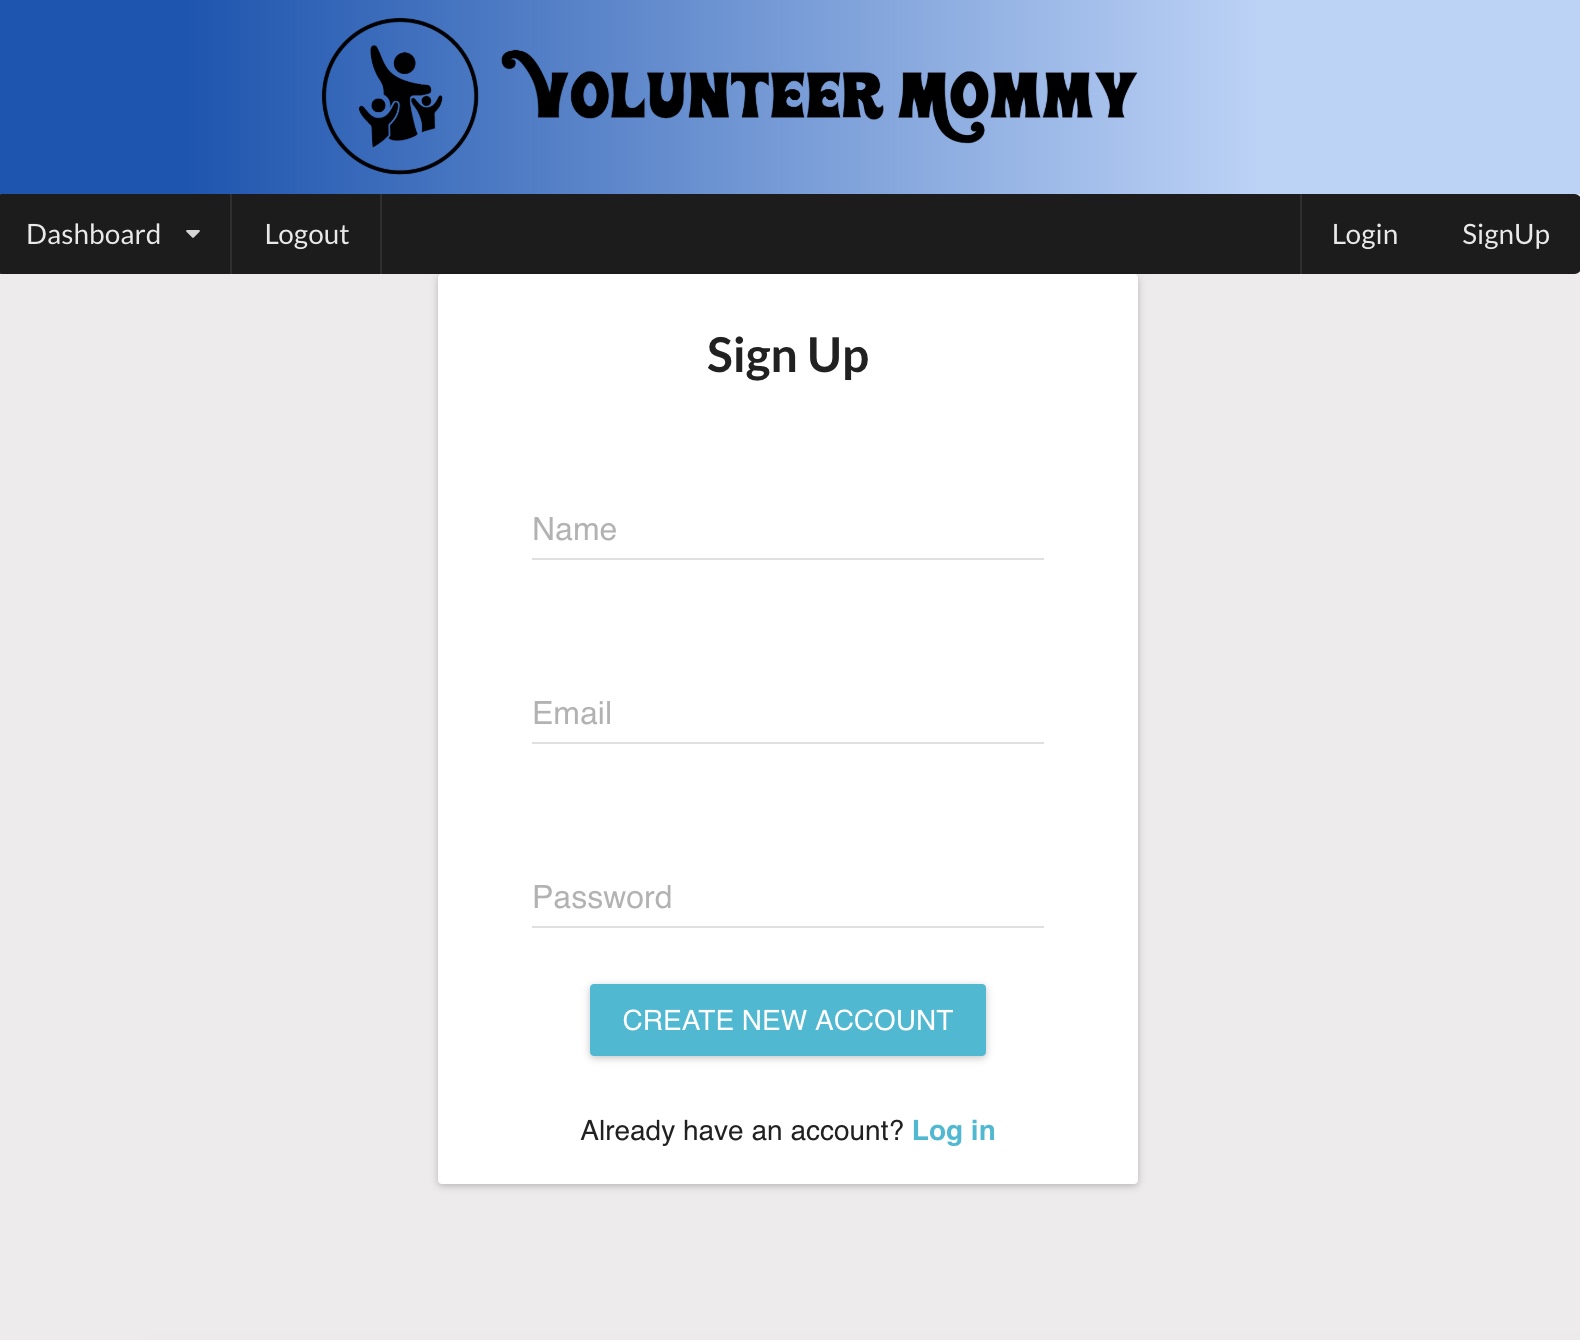 VOLUNTEER MOMMY
Dashboard Logout Login SignUp
Sign Up
Name
Email
Password
CREATE NEW ACCOUNT
Already have an account? Log in